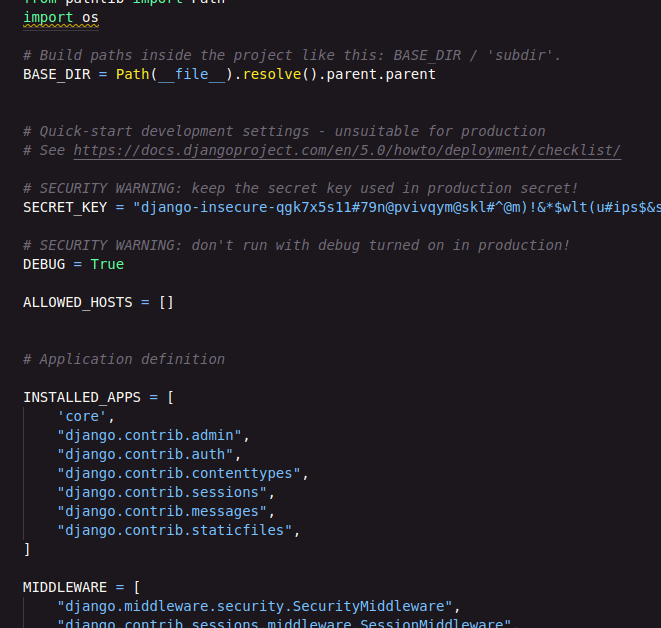 from pathlib import Path
import os
# Build paths inside the project like this: BASE_DIR / 'subdir'.
BASE_DIR = Path(__file__).resolve().parent.parent
# Quick-start development settings - unsuitable for production
# See https://docs.djangoproject.com/en/5.0/howto/deployment/checklist/
# SECURITY WARNING: keep the secret key used in production secret!
SECRET_KEY = "django-insecure-qgk7x5s11#79n@pvivqym@skl#^@m)!&*$wlt(u#ips$&s
# SECURITY WARNING: don't run with debug turned on in production!
DEBUG = True
ALLOWED_HOSTS = []
# Application definition
INSTALLED_APPS = [
    'core',
    "django.contrib.admin",
    "django.contrib.auth",
    "django.contrib.contenttypes",
    "django.contrib.sessions",
    "django.contrib.messages",
    "django.contrib.staticfiles",
]
MIDDLEWARE = [
    "django.middleware.security.SecurityMiddleware",
    "django.contrib.sessions.middleware.SessionMiddleware"